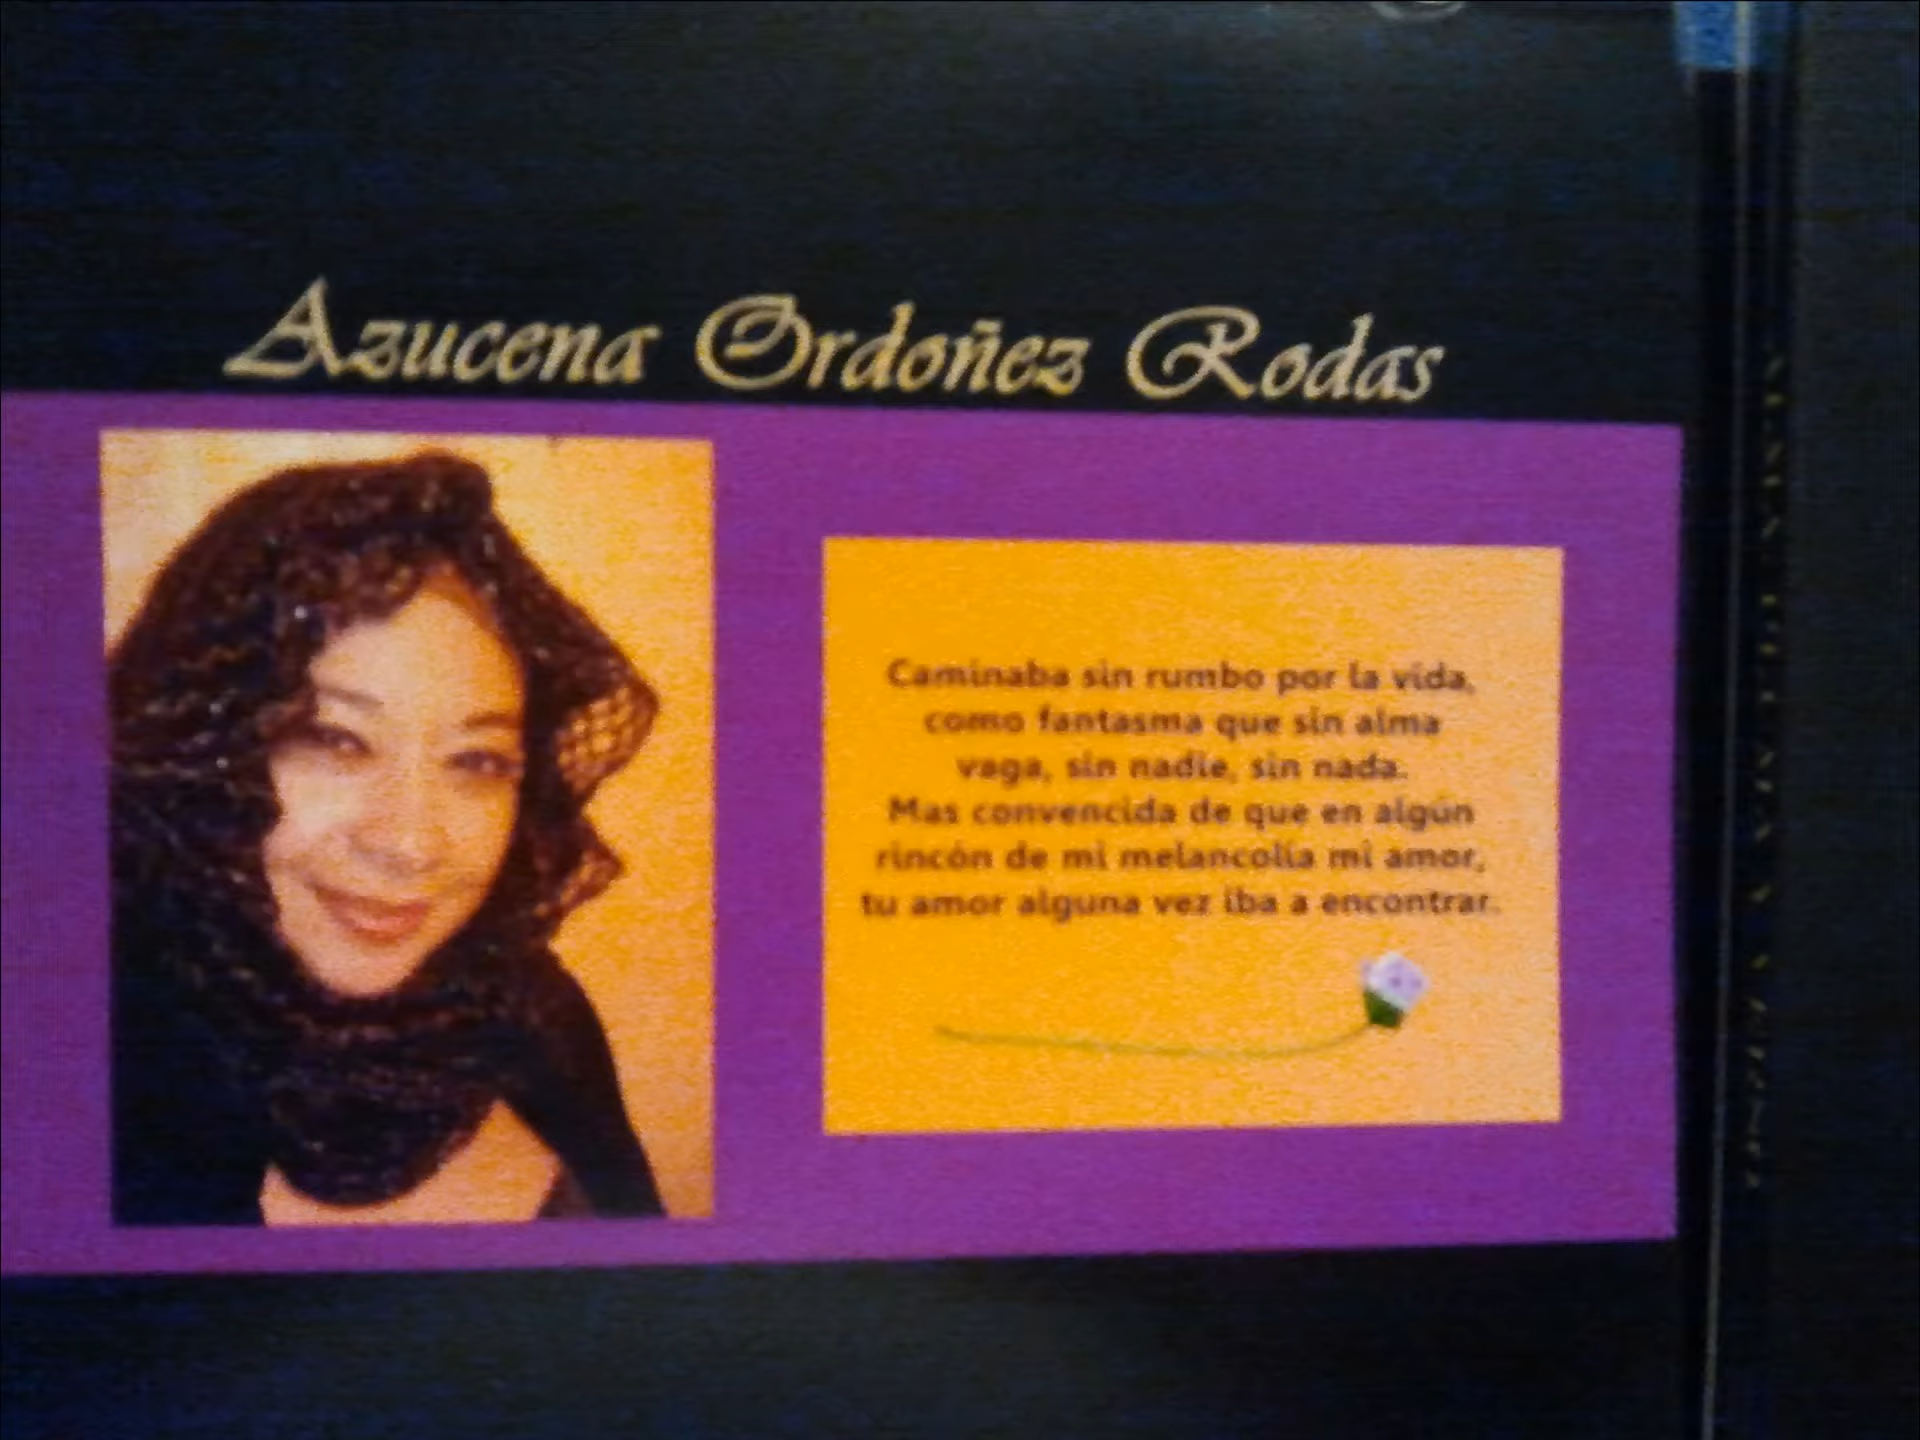 Azucena Ordoñez Rodas
Caminaba sin rumbo por la vida,
como fantasma que sin alma
vaga, sin nadie, sin nada.
Mas convencida de que en algún
rincón de mi melancolía mi amor,
tu amor alguna vez iba a encontrar.